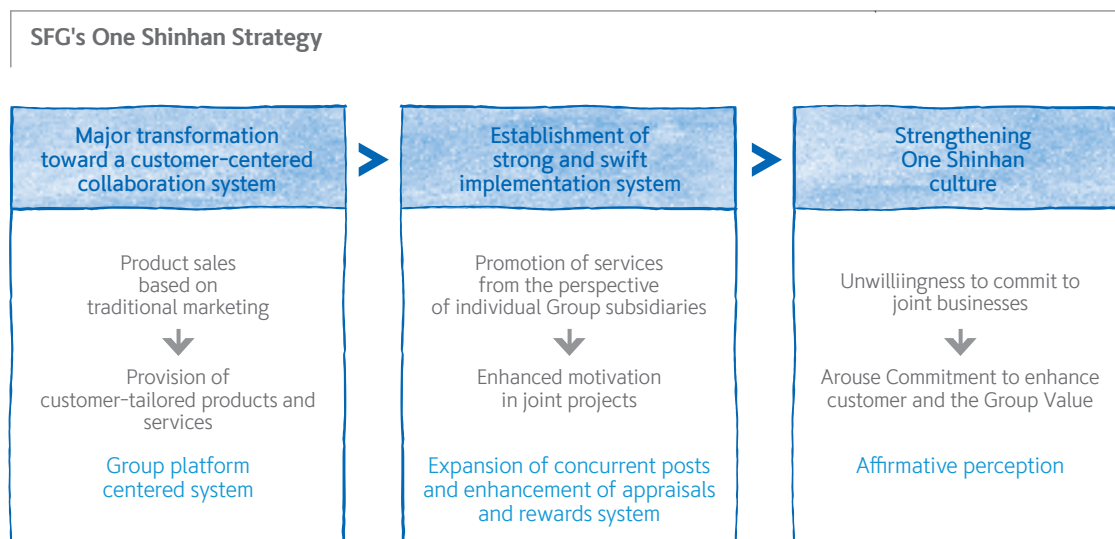 SFG's One Shinhan Strategy
Major transformation
toward a customer-centered
collaboration system
>
Establishment of
strong and swift
implementation system
>
Strengthening
One Shinhan
culture
Product sales
based on
traditional marketing
Provision of
customer-tailored products and
services
Group platform
centered system
Promotion of services
from the perspective
of individual Group subsidiaries
Enhanced motivation
in joint projects
Expansion of concurrent posts
and enhancement of appraisals
and rewards system
Unwilliingness to commit to
joint businesses
Arouse Commitment to enhance
customer and the Group Value
Affirmative perception